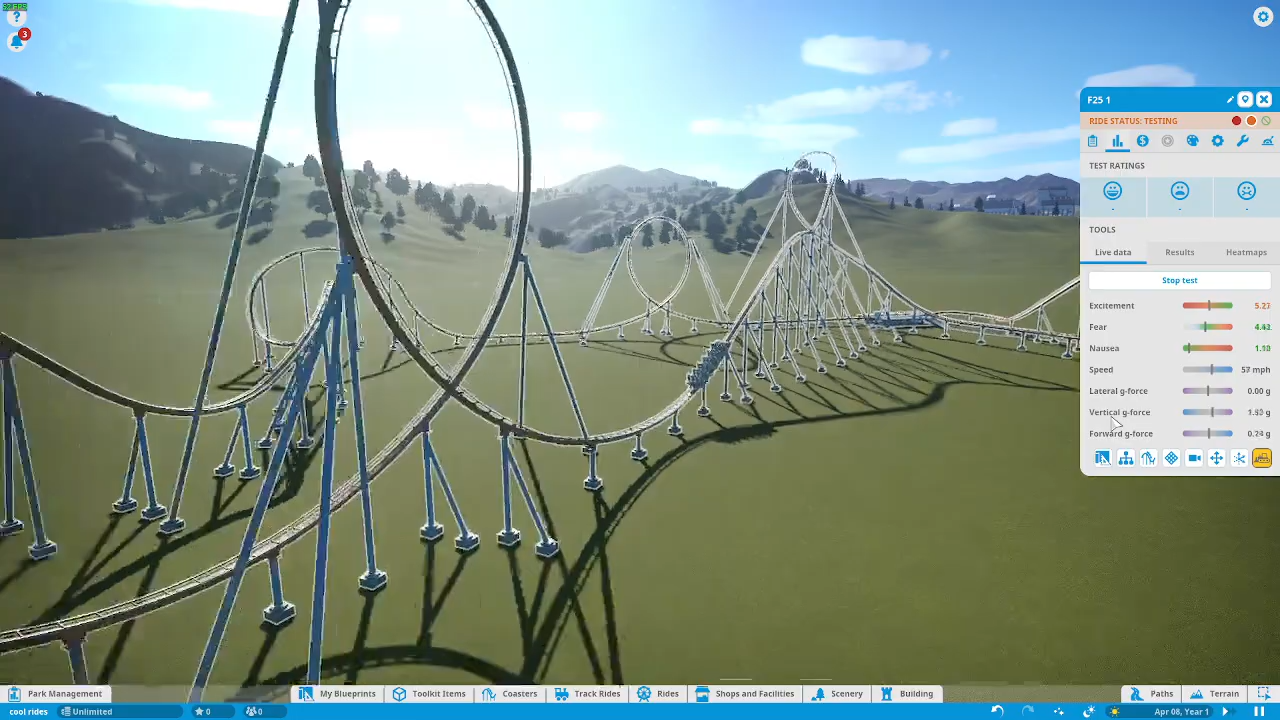 ?
3
F25 1
RIDE STATUS: TESTING
TEST RATINGS
- - -
TOOLS
Live data Results Heatmaps
Stop test
Excitement 5.27
Fear
Nausea 1.10
Speed mph
Lateral g-force 0.00 g
Vertical g-force g
Forward g-force g
Park Management My Blueprints Toolkit Items Coasters Track Rides Rides Shops and Facilities Scenery Building Paths Terrain
cool rides Unlimited 0 0 Apr 08, Year 1